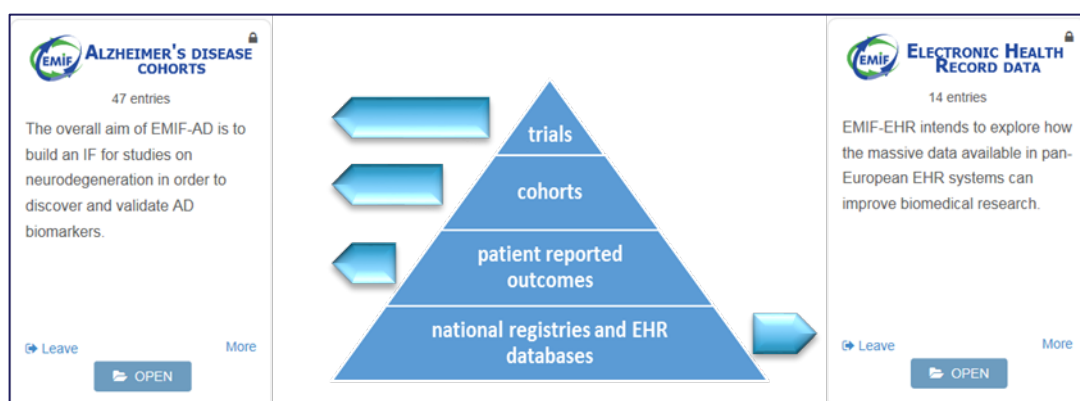 EMIF
ALZHEIMER'S DISEASE
COHORTS
47 entries
The overall aim of EMIF-AD is to
build an IF for studies on
neurodegeneration in order to
discover and validate AD
biomarkers.
Leave
More
OPEN
trials
cohorts
patient reported
outcomes
national registries and EHR
databases
EMIF
ELECTRONIC HEALTH
RECORD DATA
14 entries
EMIF-EHR intends to explore how
the massive data available in pan-
European EHR systems can
improve biomedical research.
Leave
More
OPEN